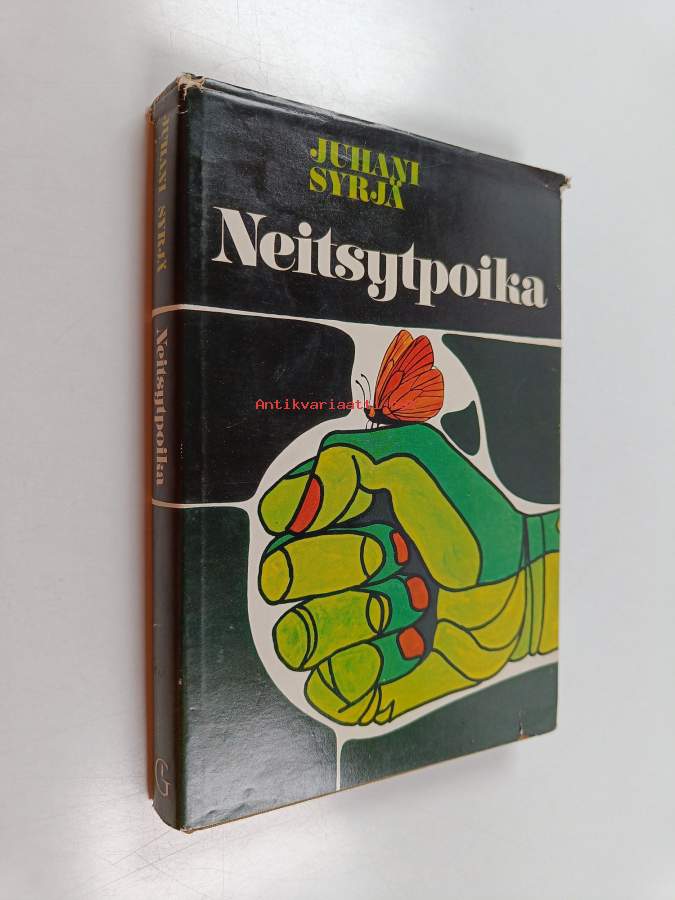 JUHANI
SYRJÄ
Neitsytpoika
JUHANI SYRJÄ
Neitsytpoika
G